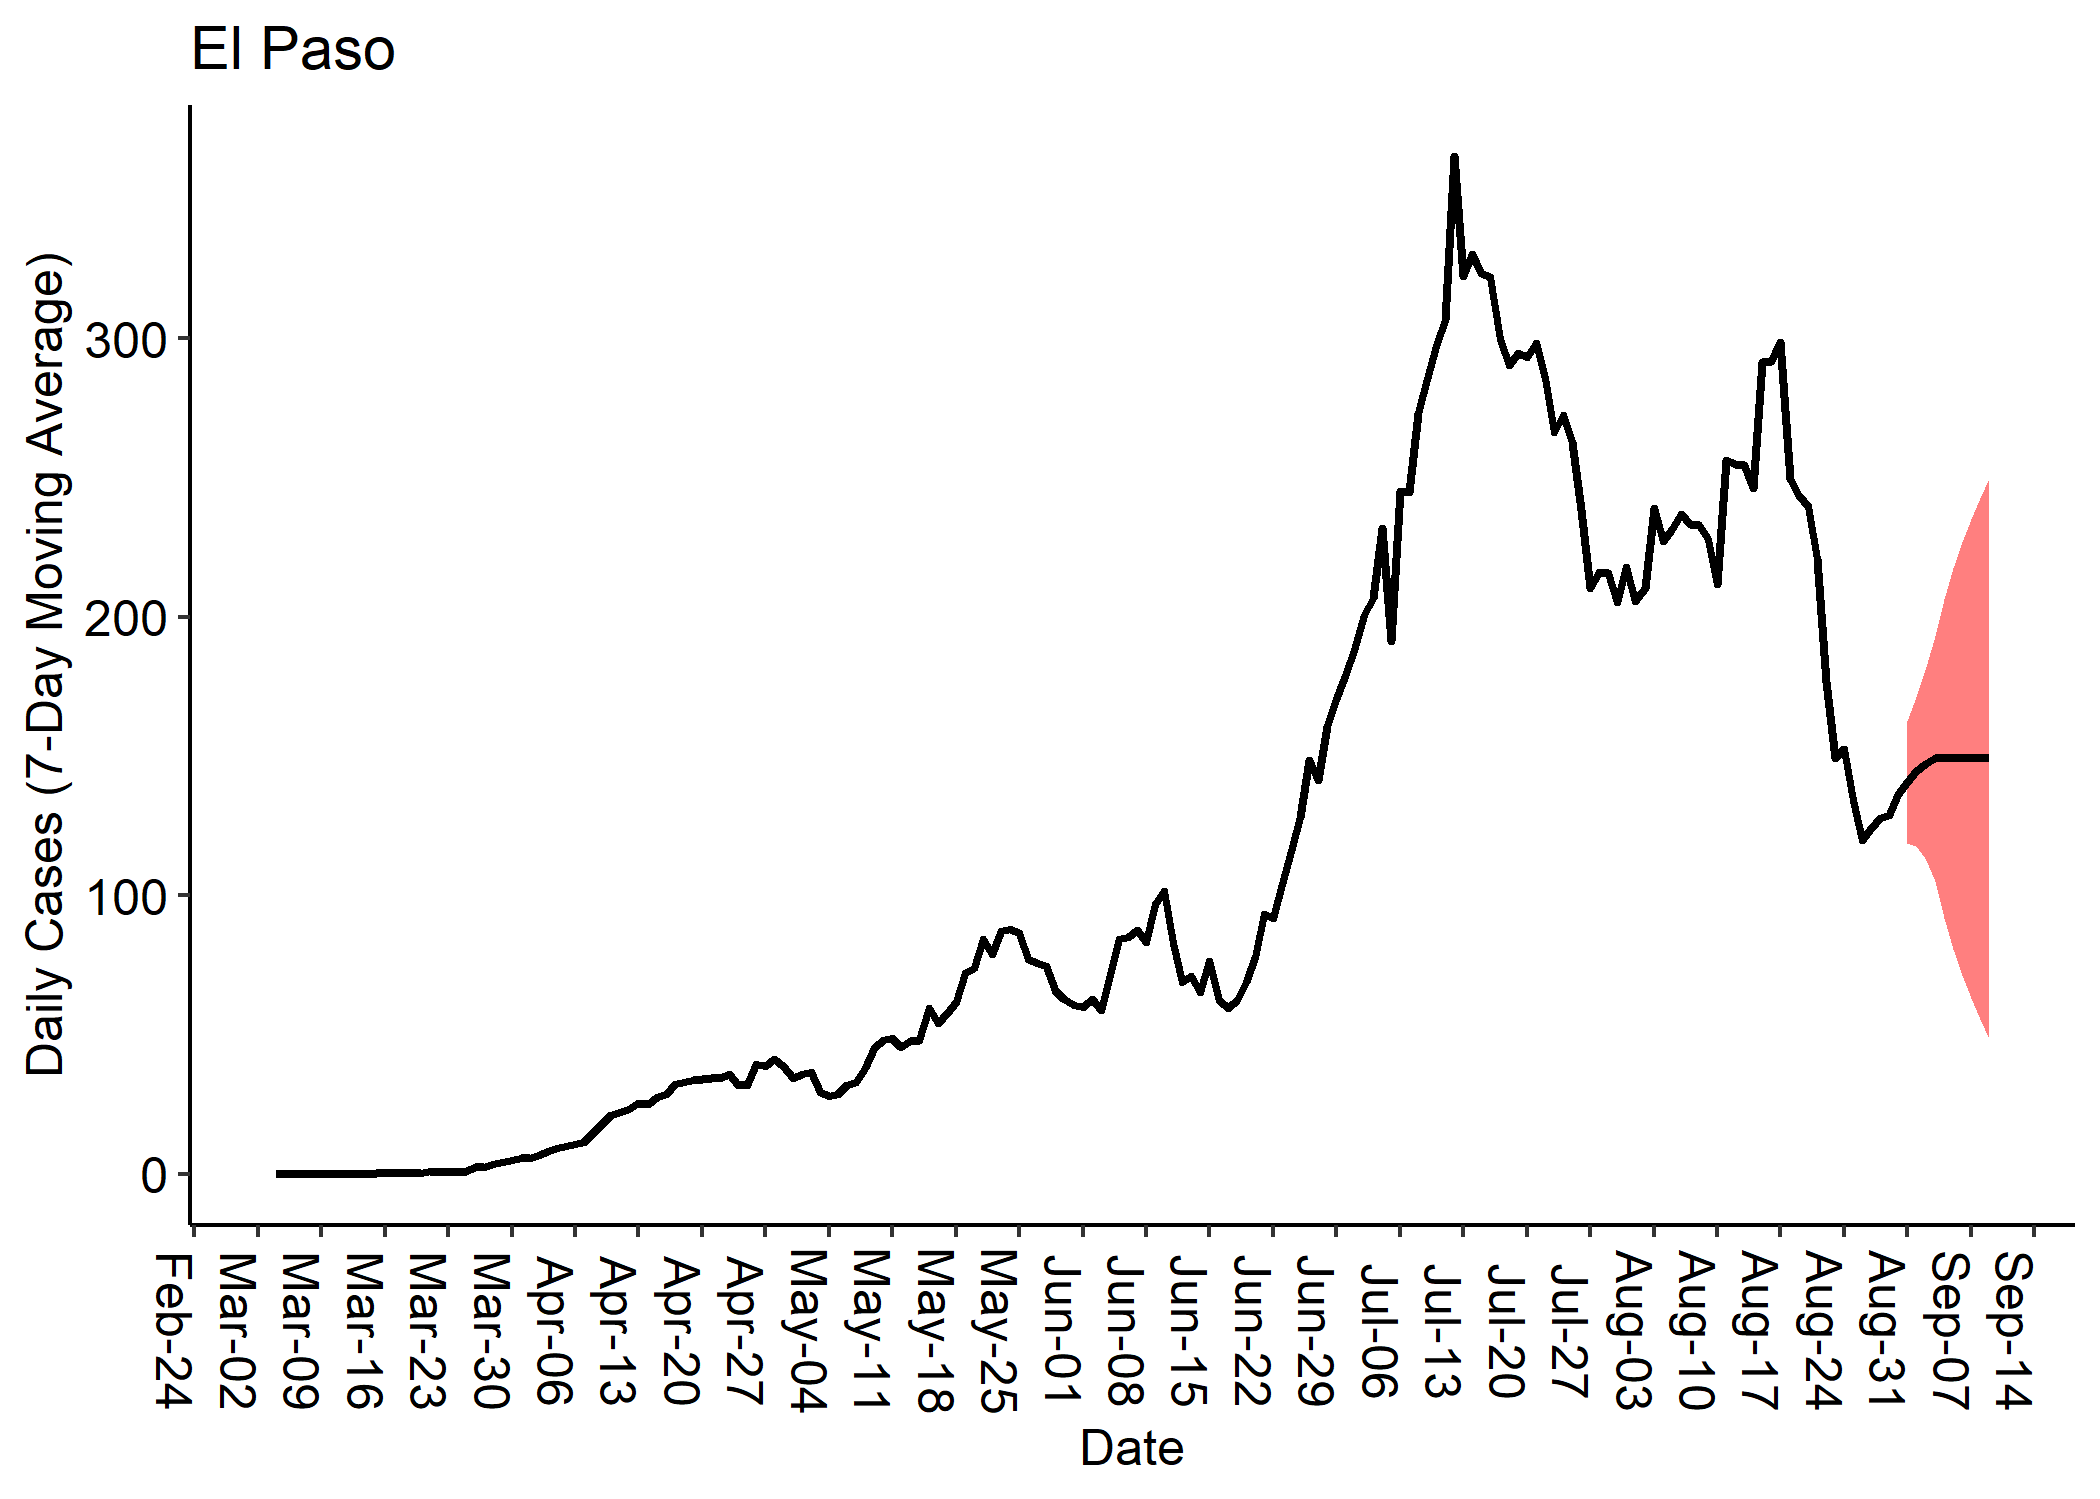 El Paso
Daily Cases (7-Day Moving Average)
300
200
100
0
Feb-24
Mar-02
Mar-09
Mar-16
Mar-23
Mar-30
Apr-06
Apr-13
Apr-20
Apr-27
May-04
May-11
May-18
May-25
Jun-01
Jun-08
Jun-15
Jun-22
Jun-29
Jul-06
Jul-13
Jul-20
Jul-27
Aug-03
Aug-10
Aug-17
Aug-24
Aug-31
Sep-07
Sep-14
Date